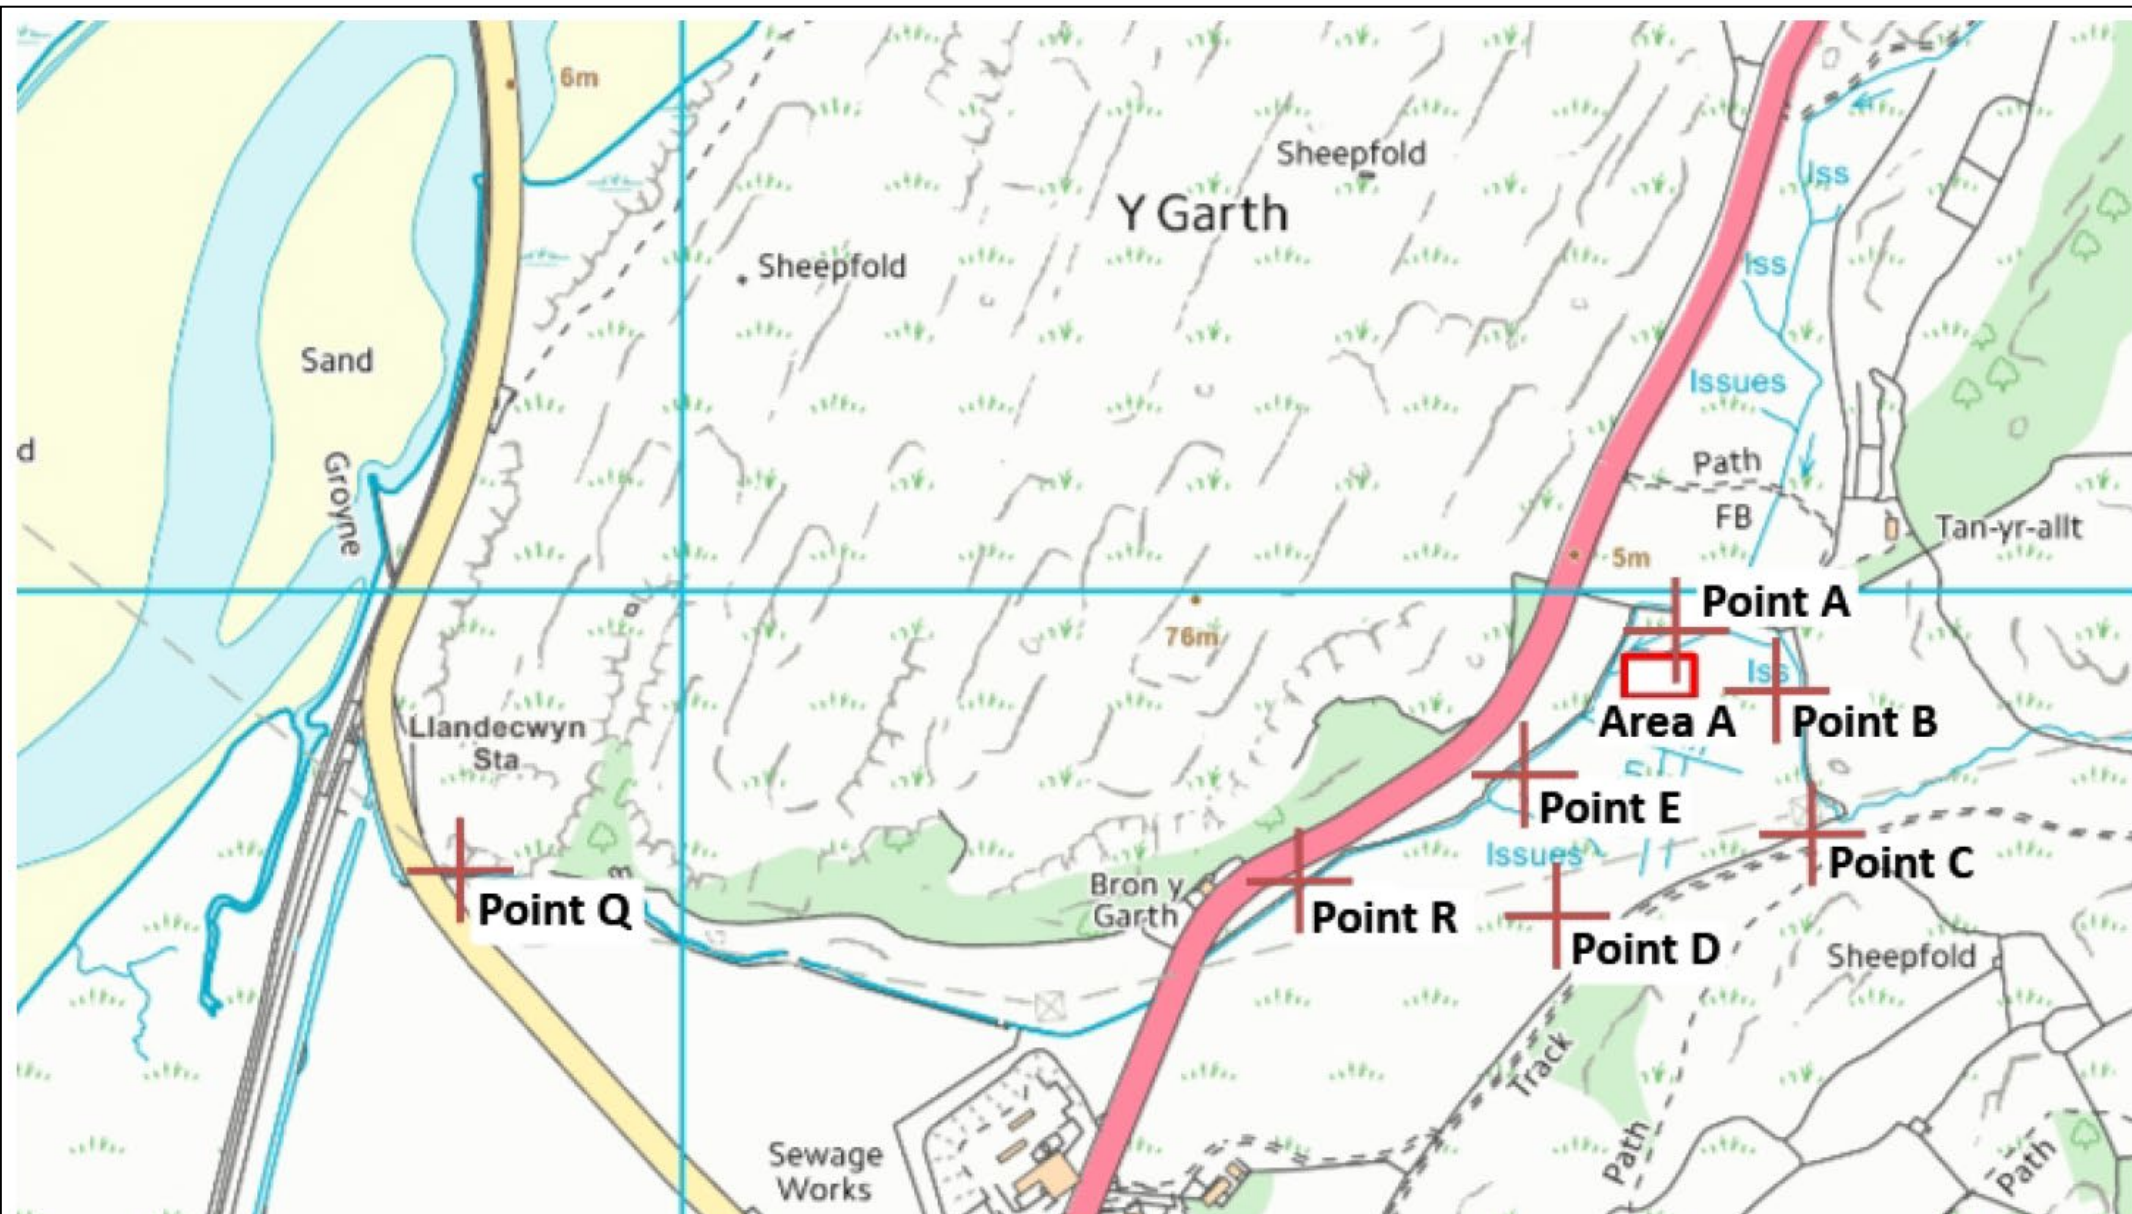 6m
Sheepfold
Y Garth
Iss
Sheepfold
Iss
Sand
Issues
d
Groyne
Path
FB
Tan-yr-allt
5m
Point A
76m
Iss
Llandecwyn
Sta
Area A
Point B
Point E
Issues
Point C
Bron y
Garth
Point Q
Point R
Point D
Sheepfold
Track
Path
Sewage
Works
Path